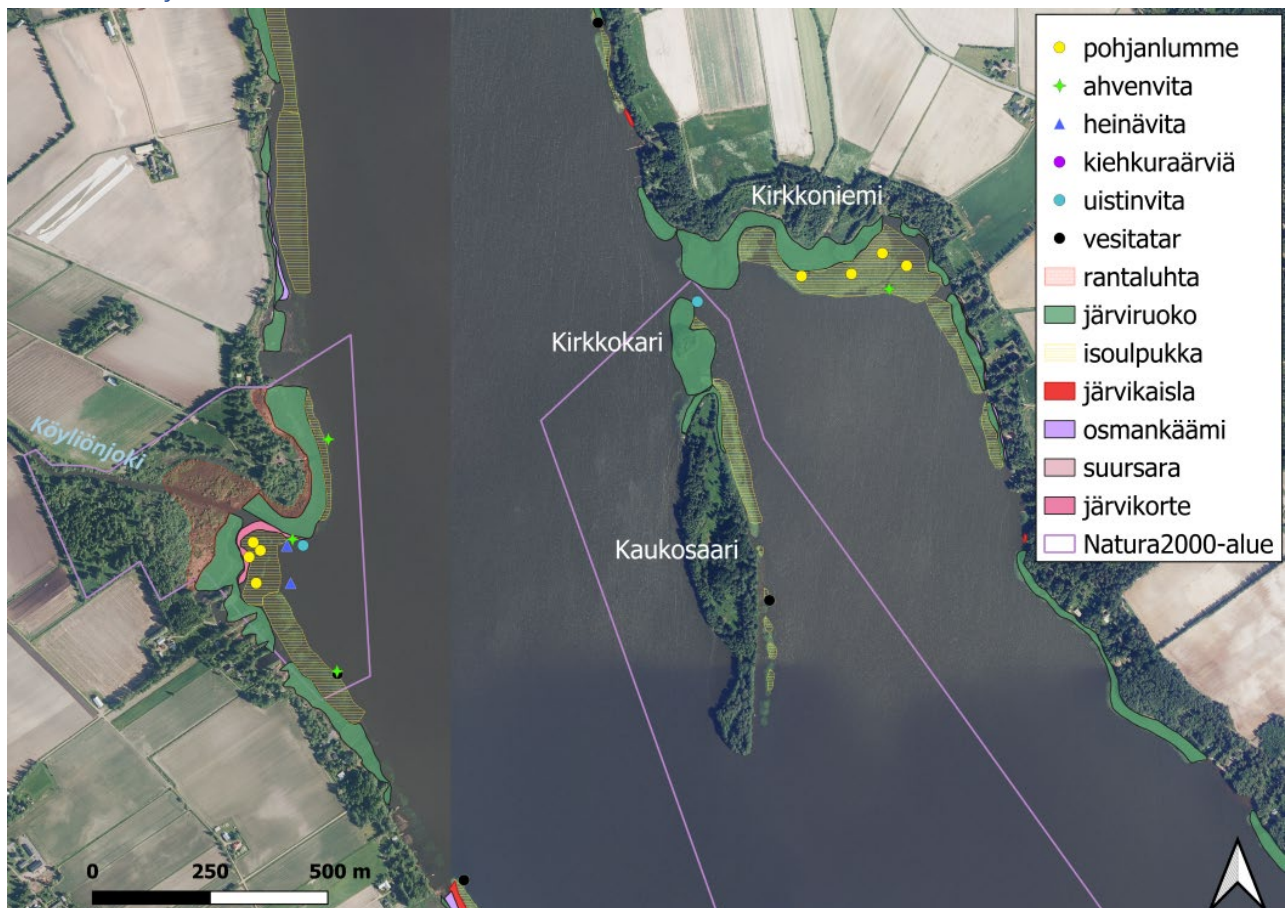 pohjanlumme
ahvenvita
heinävita
kiehkuraärviä
uistinvita
vesitatar
rantaluhta
järviruoko
isoulpukka
järvikaisla
osmankäämi
suursara
järvikorte
Natura2000-alue
Kirkkoniemi
Kirkkokari
Köyliönjoki
Kaukosaari
0 250 500 m